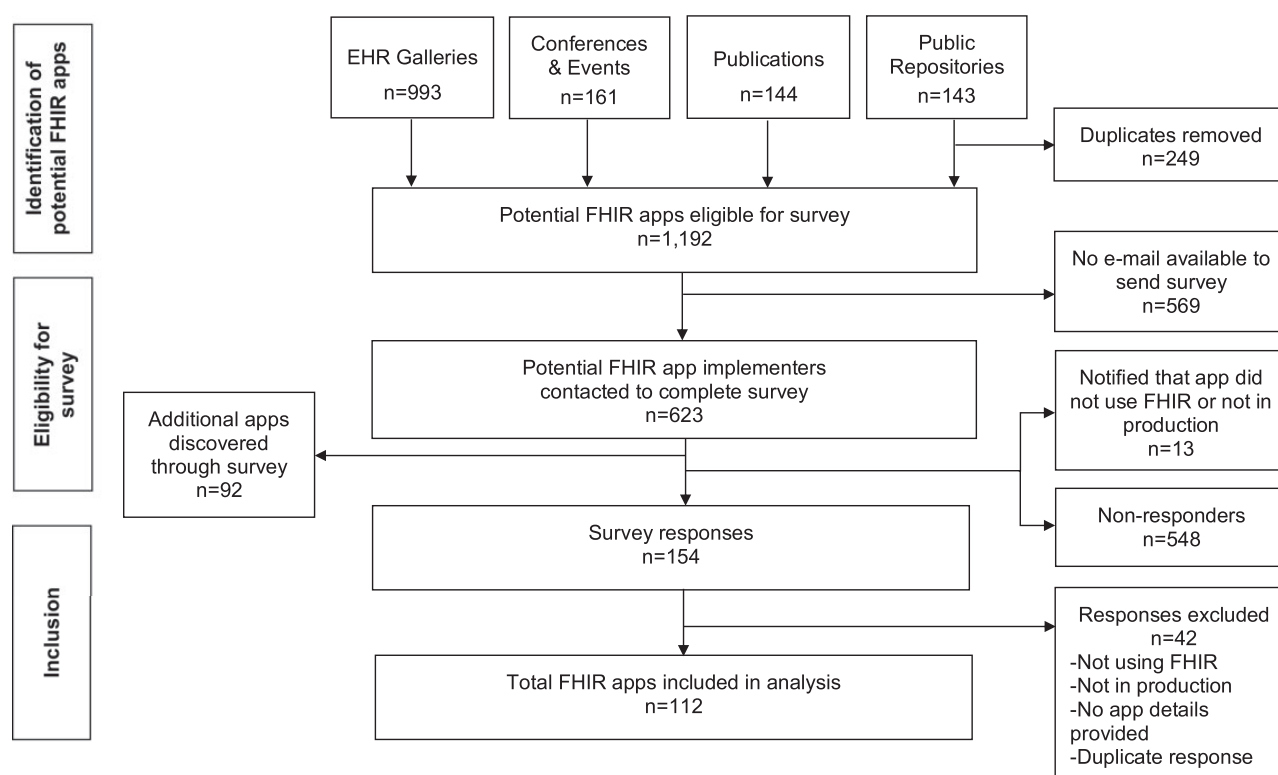 Identification of
potential FHIR apps
EHR Galleries
n=993
Conferences
& Events
n=161
Publications
n=144
Public
Repositories
n=143
Duplicates removed
n=249
Potential FHIR apps eligible for survey
n=1,192
No e-mail available to
send survey
n=569
Eligibility for
survey
Potential FHIR app implementers
contacted to complete survey
n=623
Notified that app did
not use FHIR or not in
production
n=13
Additional apps
discovered
through survey
n=92
Non-responders
n=548
Inclusion
Survey responses
n=154
Responses excluded
n=42
-Not using FHIR
-Not in production
-No app details
provided
-Duplicate response
Total FHIR apps included in analysis
n=112